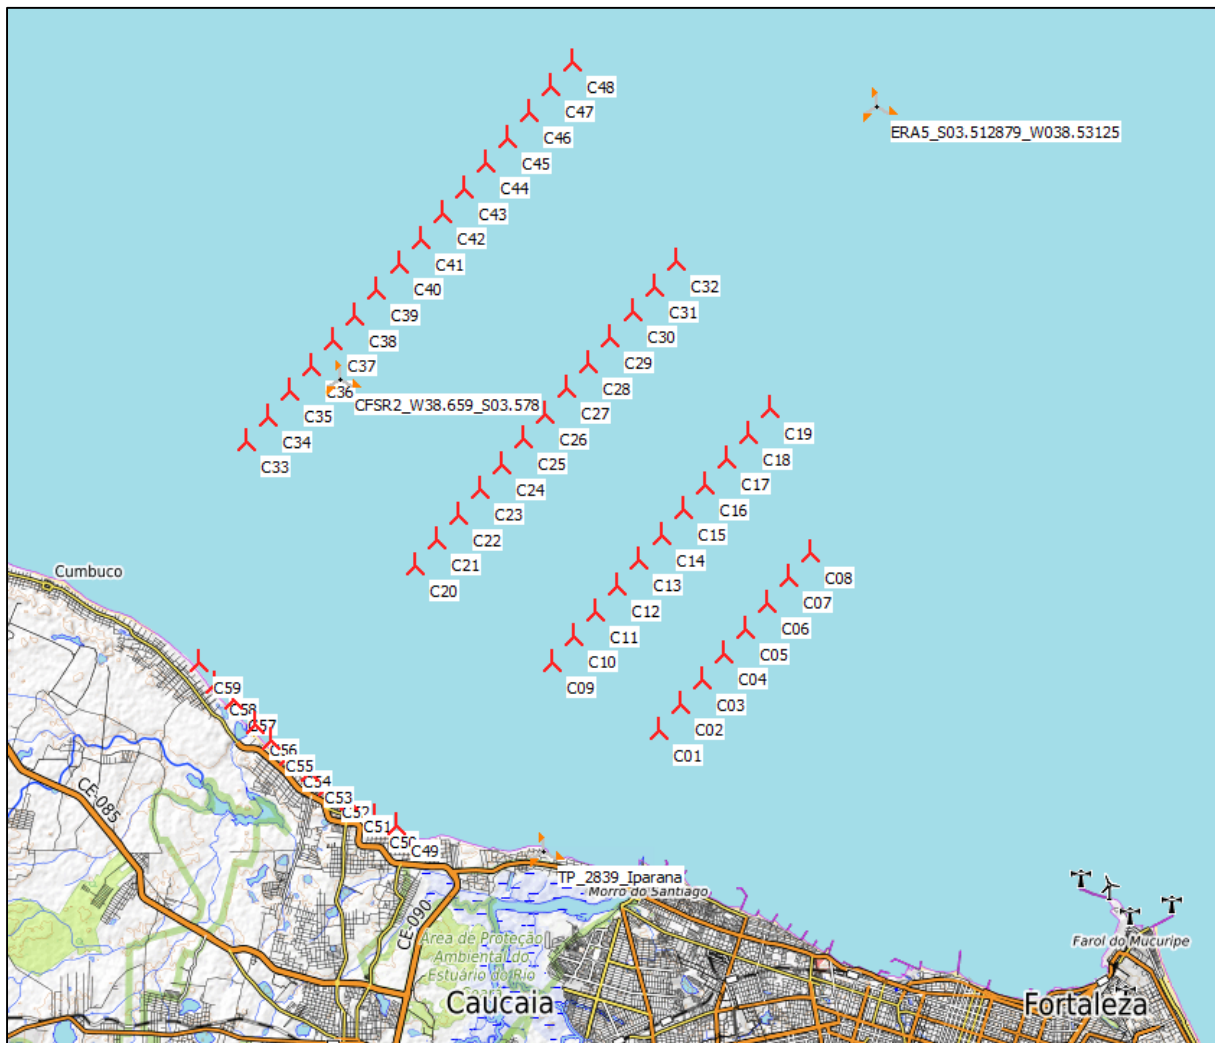 C48
C47
ERA5_S03.512879_W038.53125
C46
C45
C44
C43
C42
C41
C40
C32
C39
C31
C30
C38
C29
C37
C28
C36
CFSR2_W38.659_S03.578
C27
C35
C26
C19
C34
C25
C18
C33
C24
C17
C23
C16
C22
C15
C21
C14
Cumbuco
C20
C13
C08
C12
C07
C11
C06
C10
C05
C09
C04
C59
C03
C58
C02
C57
C01
C56
C55
C54
CE-085
C53
C52
C51
C50
C49
TP_2839_Iparana
Morro do Santiago
CE-090
Área de Proteção
Ambiental do
Estuário do Rio
Ceará
Farol do Mucuripe
Caucaia
Fortaleza